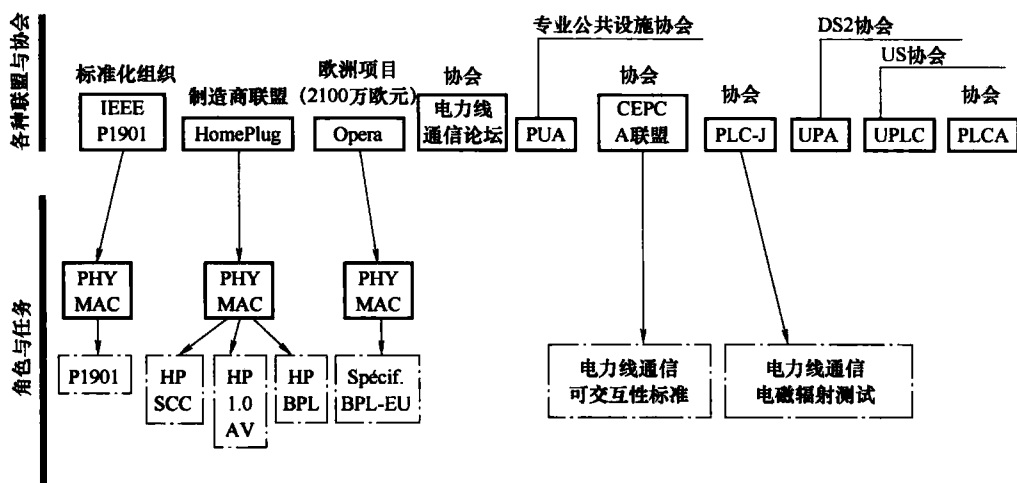 各种联盟与协会
专业公共设施协会
DS2协会
US协会
标准化组织
制造商联盟
欧洲项目
(2100万欧元)
协会
协会
协会
协会
IEEE
P1901
HomePlug
Opera
电力线
通信论坛
PUA
CEPC
A联盟
PLC-J
UPA
UPLC
PLCA
角色与任务
PHY
MAC
PHY
MAC
PHY
MAC
P1901
HP
SCC
HP
1.0
AV
HP
BPL
Spécif.
BPL-EU
电力线通信
可交互性标准
电力线通信
电磁辐射测试